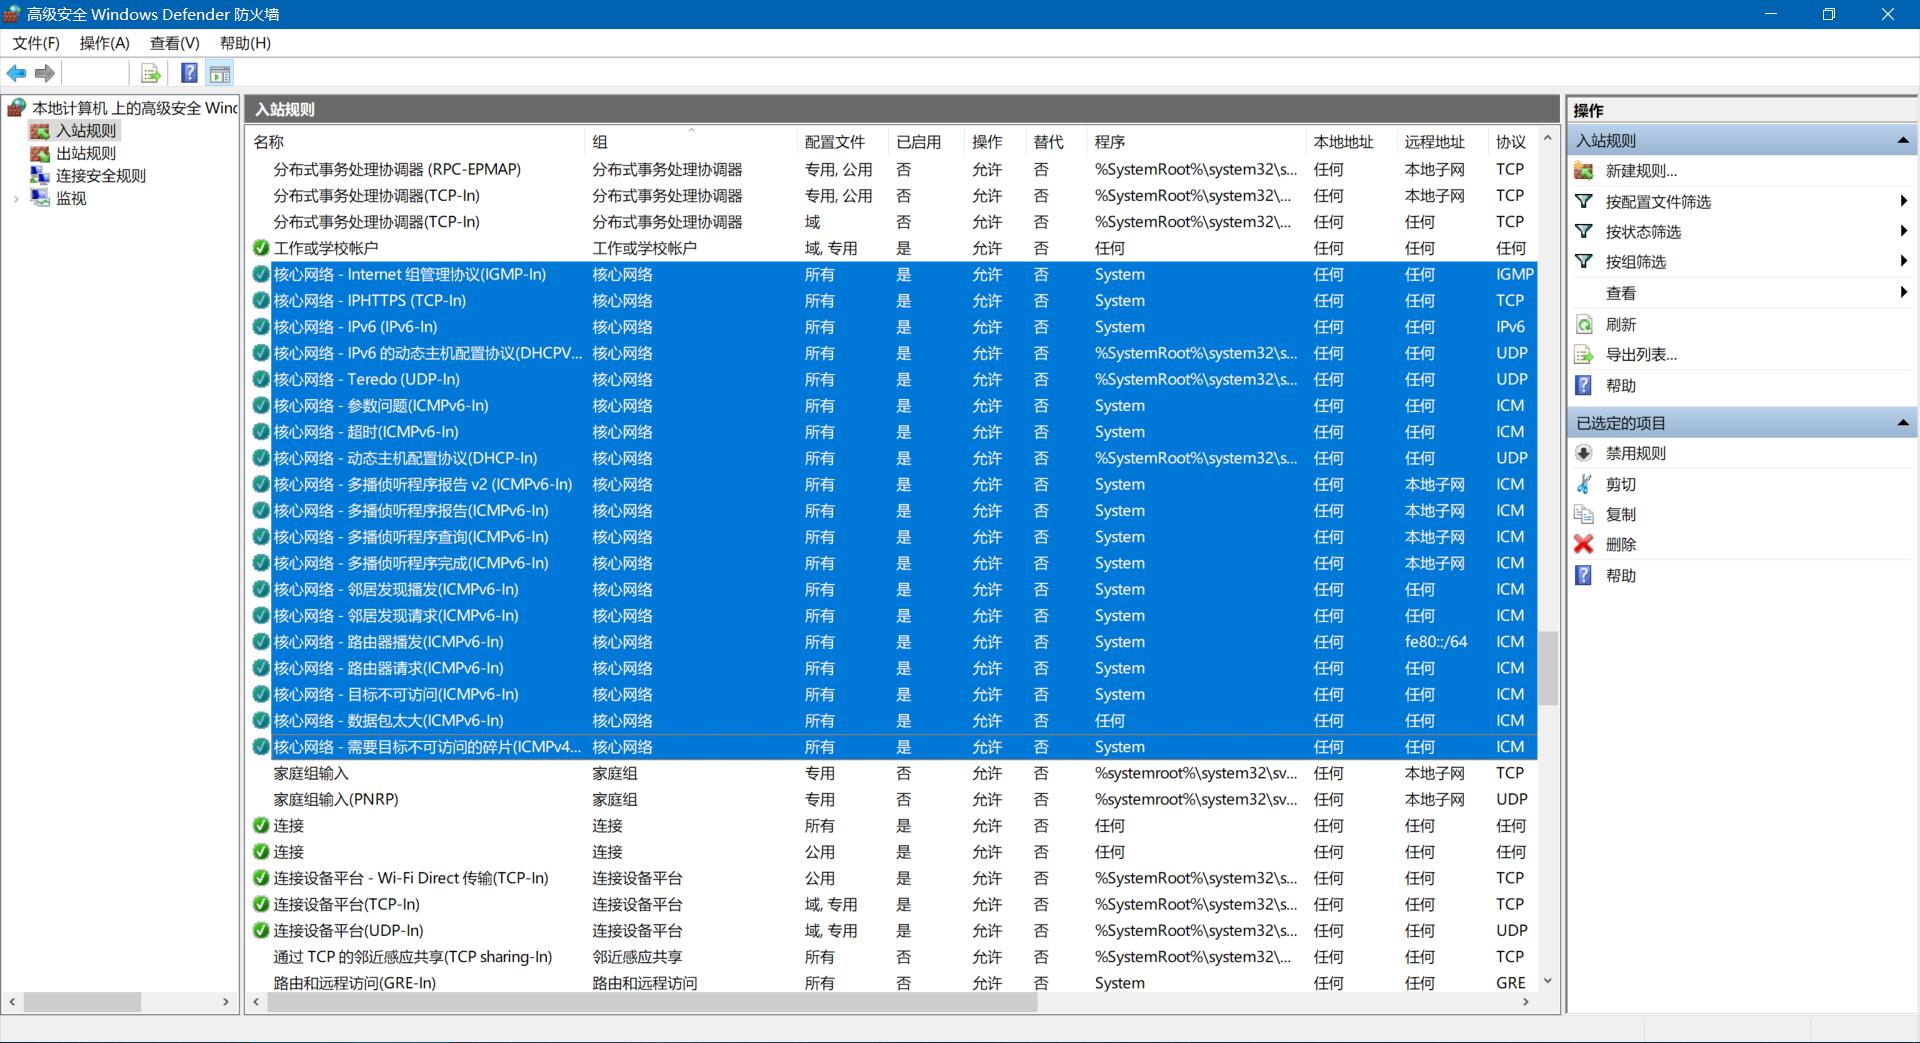 高级安全 Windows Defender 防火墙
文件(F) 操作(A) 查看(V) 帮助(H)
本地计算机 上的高级安全 Wind
入站规则
出站规则
连接安全规则
监视
入站规则
名称 组 配置文件 已启用 操作 替代 程序 本地地址 远程地址 协议
分布式事务处理协调器 (RPC-EPMAP) 分布式事务处理协调器 专用, 公用 否 允许 否 %SystemRoot%\system32\s... 任何 本地子网 TCP
分布式事务处理协调器(TCP-In) 分布式事务处理协调器 专用, 公用 否 允许 否 %SystemRoot%\system32\... 任何 本地子网 TCP
分布式事务处理协调器(TCP-In) 分布式事务处理协调器 域 否 允许 否 %SystemRoot%\system32\... 任何 任何 TCP
工作或学校帐户 工作或学校帐户 域, 专用 是 允许 否 任何 任何 任何 任何
核心网络 - Internet 组管理协议(IGMP-In) 核心网络 所有 是 允许 否 System 任何 任何 IGMP
核心网络 - IPHTTPS (TCP-In) 核心网络 所有 是 允许 否 System 任何 任何 TCP
核心网络 - IPv6 (IPv6-In) 核心网络 所有 是 允许 否 System 任何 任何 IPv6
核心网络 - IPv6 的动态主机配置协议(DHCPV... 核心网络 所有 是 允许 否 %SystemRoot%\system32\s... 任何 任何 UDP
核心网络 - Teredo (UDP-In) 核心网络 所有 是 允许 否 %SystemRoot%\system32\s... 任何 任何 UDP
核心网络 - 参数问题(ICMPv6-In) 核心网络 所有 是 允许 否 System 任何 任何 ICM
核心网络 - 超时(ICMPv6-In) 核心网络 所有 是 允许 否 System 任何 任何 ICM
核心网络 - 动态主机配置协议(DHCP-In) 核心网络 所有 是 允许 否 %SystemRoot%\system32\s... 任何 任何 UDP
核心网络 - 多播侦听程序报告 v2 (ICMPv6-In) 核心网络 所有 是 允许 否 System 任何 本地子网 ICM
核心网络 - 多播侦听程序报告(ICMPv6-In) 核心网络 所有 是 允许 否 System 任何 本地子网 ICM
核心网络 - 多播侦听程序查询(ICMPv6-In) 核心网络 所有 是 允许 否 System 任何 本地子网 ICM
核心网络 - 多播侦听程序完成(ICMPv6-In) 核心网络 所有 是 允许 否 System 任何 本地子网 ICM
核心网络 - 邻居发现播发(ICMPv6-In) 核心网络 所有 是 允许 否 System 任何 任何 ICM
核心网络 - 邻居发现请求(ICMPv6-In) 核心网络 所有 是 允许 否 System 任何 任何 ICM
核心网络 - 路由器播发(ICMPv6-In) 核心网络 所有 是 允许 否 System 任何 fe80::/64 ICM
核心网络 - 路由器请求(ICMPv6-In) 核心网络 所有 是 允许 否 System 任何 任何 ICM
核心网络 - 目标不可访问(ICMPv6-In) 核心网络 所有 是 允许 否 System 任何 任何 ICM
核心网络 - 数据包太大(ICMPv6-In) 核心网络 所有 是 允许 否 任何 任何 任何 ICM
核心网络 - 需要目标不可访问的碎片(ICMPv4... 核心网络 所有 是 允许 否 System 任何 任何 ICM
家庭组输入 家庭组 专用 否 允许 否 %systemroot%\system32\sv... 任何 本地子网 TCP
家庭组输入(PNRP) 家庭组 专用 否 允许 否 %systemroot%\system32\sv... 任何 本地子网 UDP
连接 连接 所有 是 允许 否 任何 任何 任何 任何
连接 连接 公用 是 允许 否 任何 任何 任何 任何
连接设备平台 - Wi-Fi Direct 传输(TCP-In) 连接设备平台 公用 是 允许 否 %SystemRoot%\system32\s... 任何 任何 TCP
连接设备平台(TCP-In) 连接设备平台 域, 专用 是 允许 否 %SystemRoot%\system32\s... 任何 任何 TCP
连接设备平台(UDP-In) 连接设备平台 域, 专用 是 允许 否 %SystemRoot%\system32\s... 任何 任何 UDP
通过 TCP 的邻近感应共享(TCP sharing-In) 邻近感应共享 所有 否 允许 否 %SystemRoot%\system32\... 任何 任何 TCP
路由和远程访问(GRE-In) 路由和远程访问 所有 否 允许 否 System 任何 任何 GRE
操作
入站规则
新建规则...
按配置文件筛选
按状态筛选
按组筛选
查看
刷新
导出列表...
帮助
已选定的项目
禁用规则
剪切
复制
删除
帮助